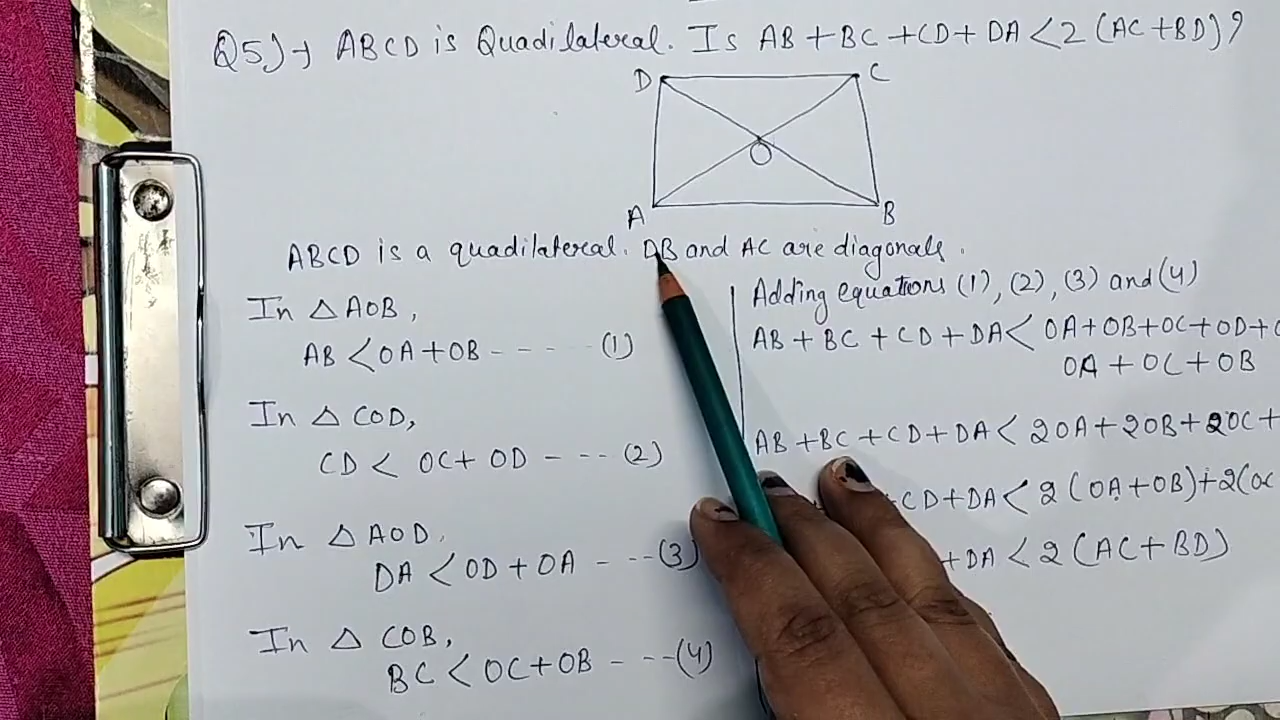 Q5)→ ABCD is Quadilateral. Is AB+BC+CD+DA<2(AC+BD)?
D C
O
A B
ABCD is a quadilateral. DB and AC are diagonals.
In △AOB,
AB<OA+OB---- (1)
In △ COD,
CD< OC+OD---- (2)
In △AOD,
DA<OD+OA---(3)
In △ COB,
BC<OC+OB---(4)
Adding equations (1), (2), (3) and (4)
AB+BC+CD+DA< OA+OB+OC+OD+
OA+OC+OB
AB+BC+CD+DA< 2OA+2OB+2OC+
CD+DA<2(OA+OB)+2(OC
+DA<2(AC+BD)